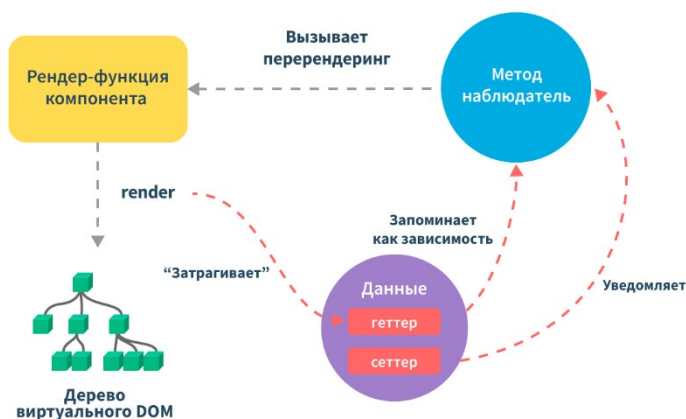 Вызывает
перерендеринг
Рендер-функция
компонента
Метод
наблюдатель
render
Запоминает
как зависимость
“Затрагивает”
Данные
Уведомляет
геттер
сеттер
Дерево
виртуального DOM